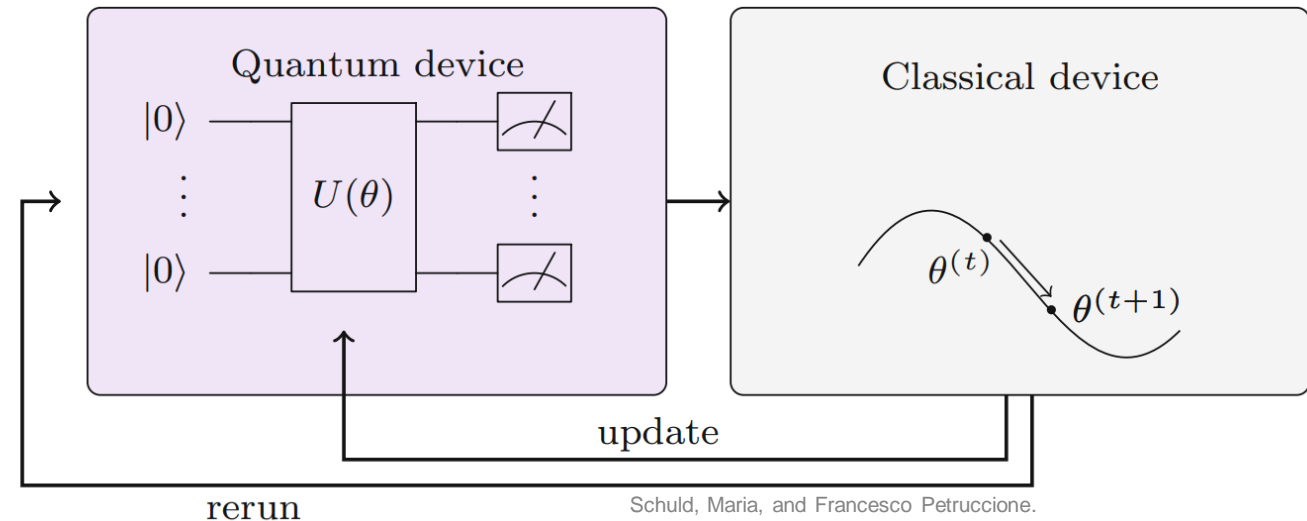 Quantum device
|0⟩
⋮
⋮
U(θ)
|0⟩
Classical device
θ^(t)
θ^(t+1)
update
rerun
Schuld, Maria, and Francesco Petruccione.